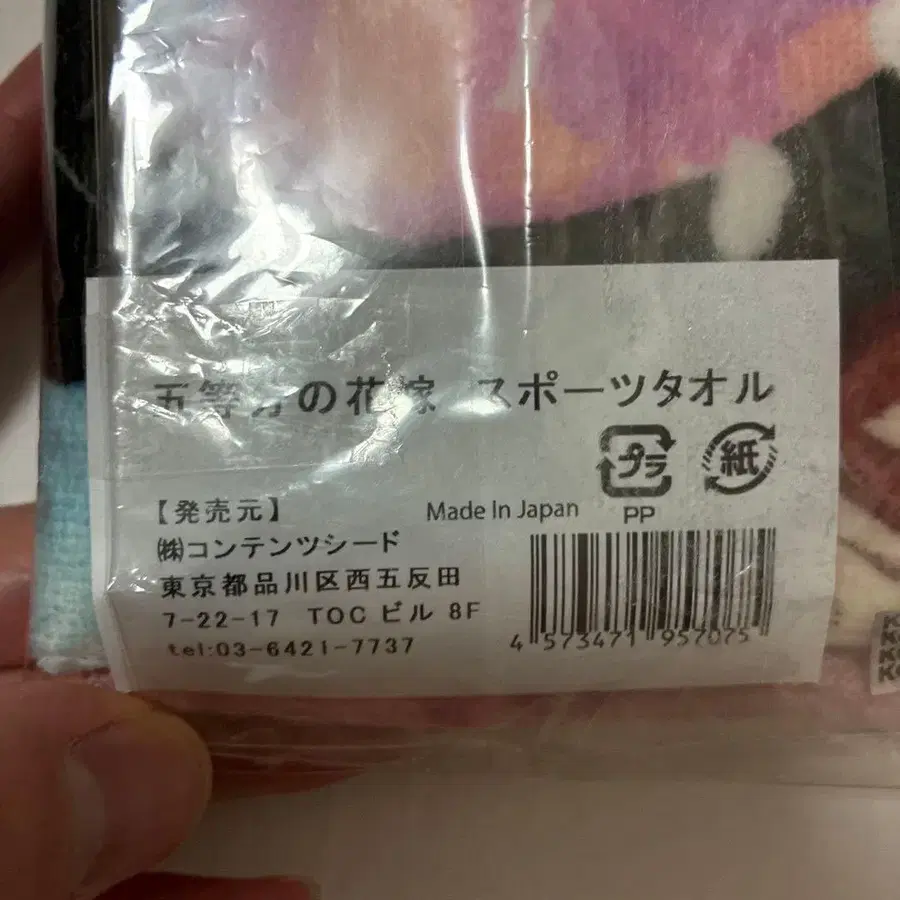 五等分の花嫁 スポーツタオル
プラ
紙
PP
【発売元】
Made In Japan
㈱コンテンツシード
東京都品川区西五反田
7-22-17 TOC ビル 8F
tel:03-6421-7737
4 573471 957075